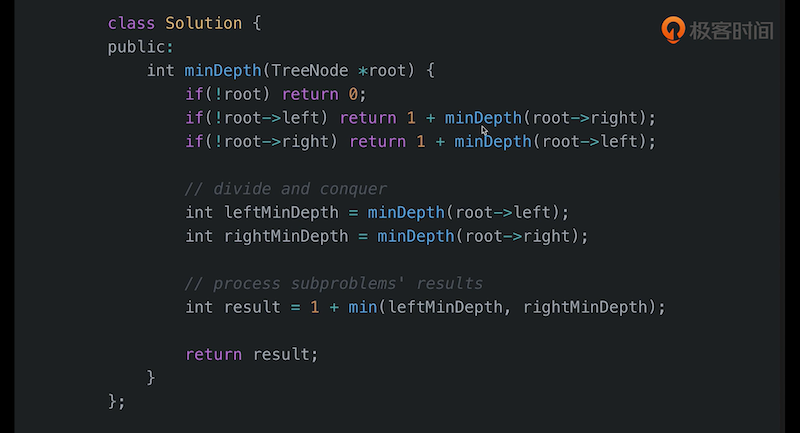 极客时间
class Solution {
public:
    int minDepth(TreeNode *root) {
        if(!root) return 0;
        if(!root->left) return 1 + minDepth(root->right);
        if(!root->right) return 1 + minDepth(root->left);
        // divide and conquer
        int leftMinDepth = minDepth(root->left);
        int rightMinDepth = minDepth(root->right);
        // process subproblems' results
        int result = 1 + min(leftMinDepth, rightMinDepth);
        return result;
    }
};